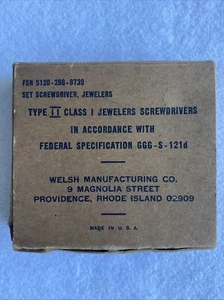 FSN 5120-288-8739
SET SCREWDRIVER, JEWELERS
TYPE II CLASS I JEWELERS SCREWDRIVERS
IN ACCORDANCE WITH
FEDERAL SPECIFICATION GGG-S-121d
WELSH MANUFACTURING CO.
9 MAGNOLIA STREET
PROVIDENCE, RHODE ISLAND 02909
MADE IN U.S.A.